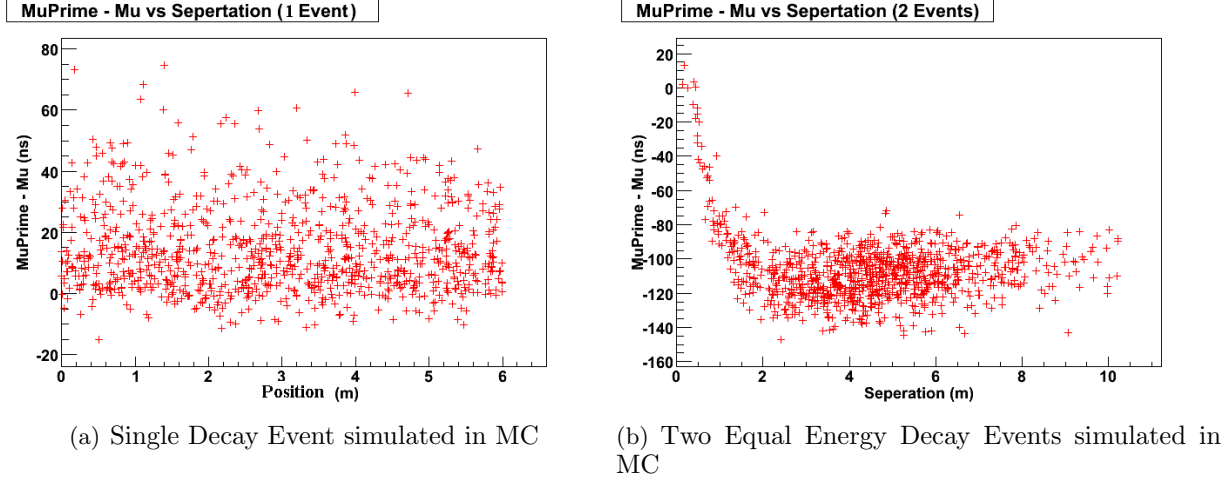 MuPrime - Mu vs Sepertation (1 Event)
MuPrime - Mu (ns)
80
60
40
20
0
-20
0 1 2 3 4 5 6
Position (m)
(a) Single Decay Event simulated in MC
MuPrime - Mu vs Sepertation (2 Events)
MuPrime - Mu (ns)
20
0
-20
-40
-60
-80
-100
-120
-140
-160
0 2 4 6 8 10
Seperation (m)
(b) Two Equal Energy Decay Events simulated in
MC